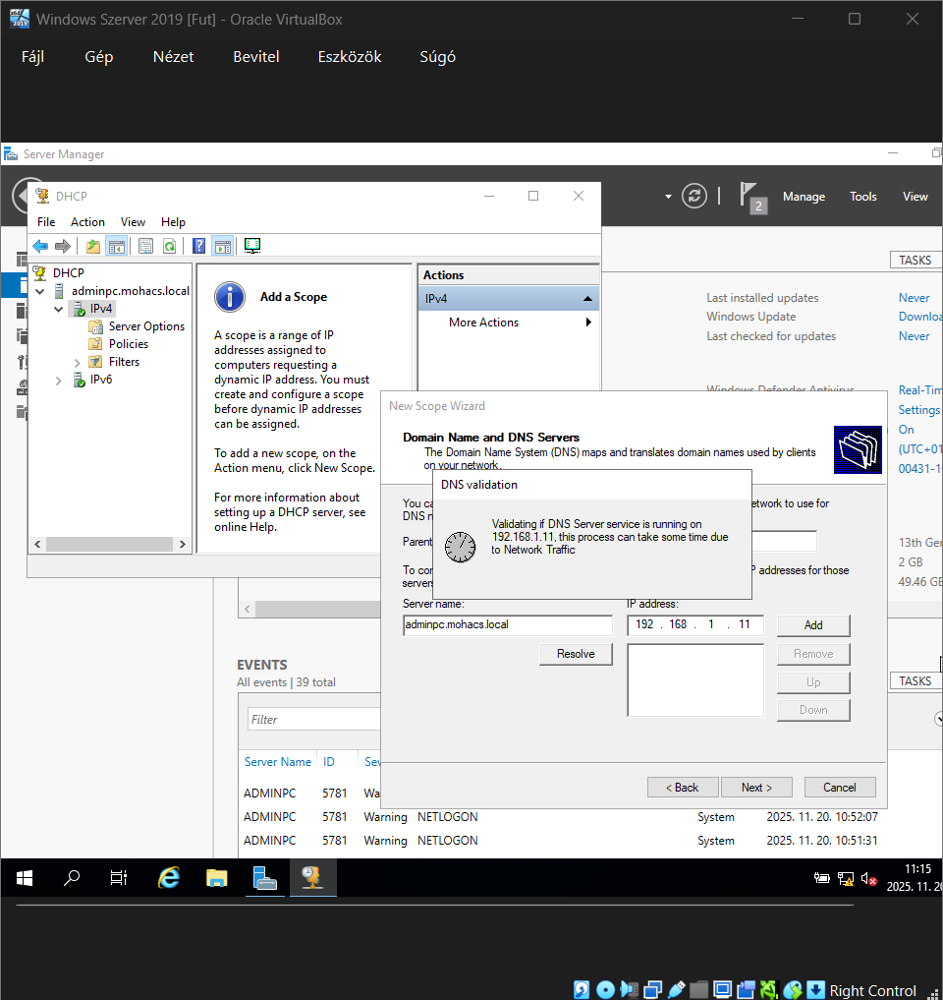 Windows Szerver 2019 [Fut] - Oracle VirtualBox
Fájl Gép Nézet Bevitel Eszközök Súgó
Server Manager
2 Manage Tools View
DHCP
File Action View Help
DHCP
adminpc.mohacs.local
IPv4
Server Options
Policies
Filters
IPv6
Add a Scope
A scope is a range of IP
addresses assigned to
computers requesting a
dynamic IP address. You must
create and configure a scope
before dynamic IP addresses
can be assigned.
To add a new scope, on the
Action menu, click New Scope.
For more information about
setting up a DHCP server, see
online Help.
Actions
IPv4
More Actions
TASKS
Last installed updates Never
Windows Update Downloa
Last checked for updates Never
Windows Defender Antivirus Real-Tim
Settings
On
(UTC+01
00431-1
13th Gen
2 GB
49.46 GB
New Scope Wizard
Domain Name and DNS Servers
The Domain Name System (DNS) maps and translates domain names used by clients
on your network.
You ca etwork to use for
DNS n
Parent
To con P addresses for those
servers
DNS validation
Validating if DNS Server service is running on
192.168.1.11, this process can take some time due
to Network Traffic
Server name: IP address:
adminpc.mohacs.local 192 . 168 . 1 . 11 Add
Resolve Remove
Up
Down
< Back Next > Cancel
EVENTS
All events | 39 total
TASKS
Filter
Server Name ID Sev
ADMINPC 5781 Wa
ADMINPC 5781 Warning NETLOGON System 2025. 11. 20. 10:52:07
ADMINPC 5781 Warning NETLOGON System 2025. 11. 20. 10:51:31
11:15
2025. 11. 20
Right Control